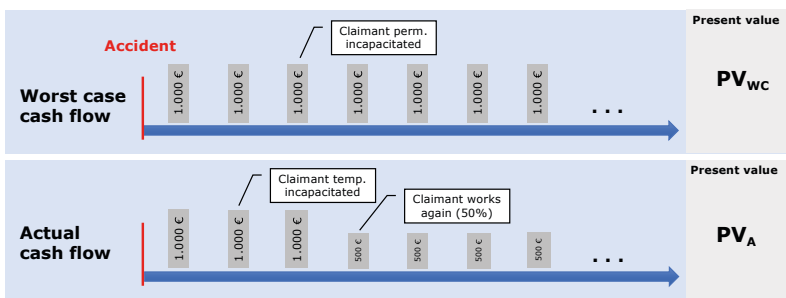 Present value
Claimant perm.
incapacitated
Accident
Worst case
cash flow
1.000 €
1.000 €
1.000 €
1.000 €
1.000 €
1.000 €
1.000 €
. . .
PVWC
Present value
Claimant temp.
incapacitated
Claimant works
again (50%)
Actual
cash flow
1.000 €
1.000 €
1.000 €
500 €
500 €
500 €
500 €
. . .
PVA